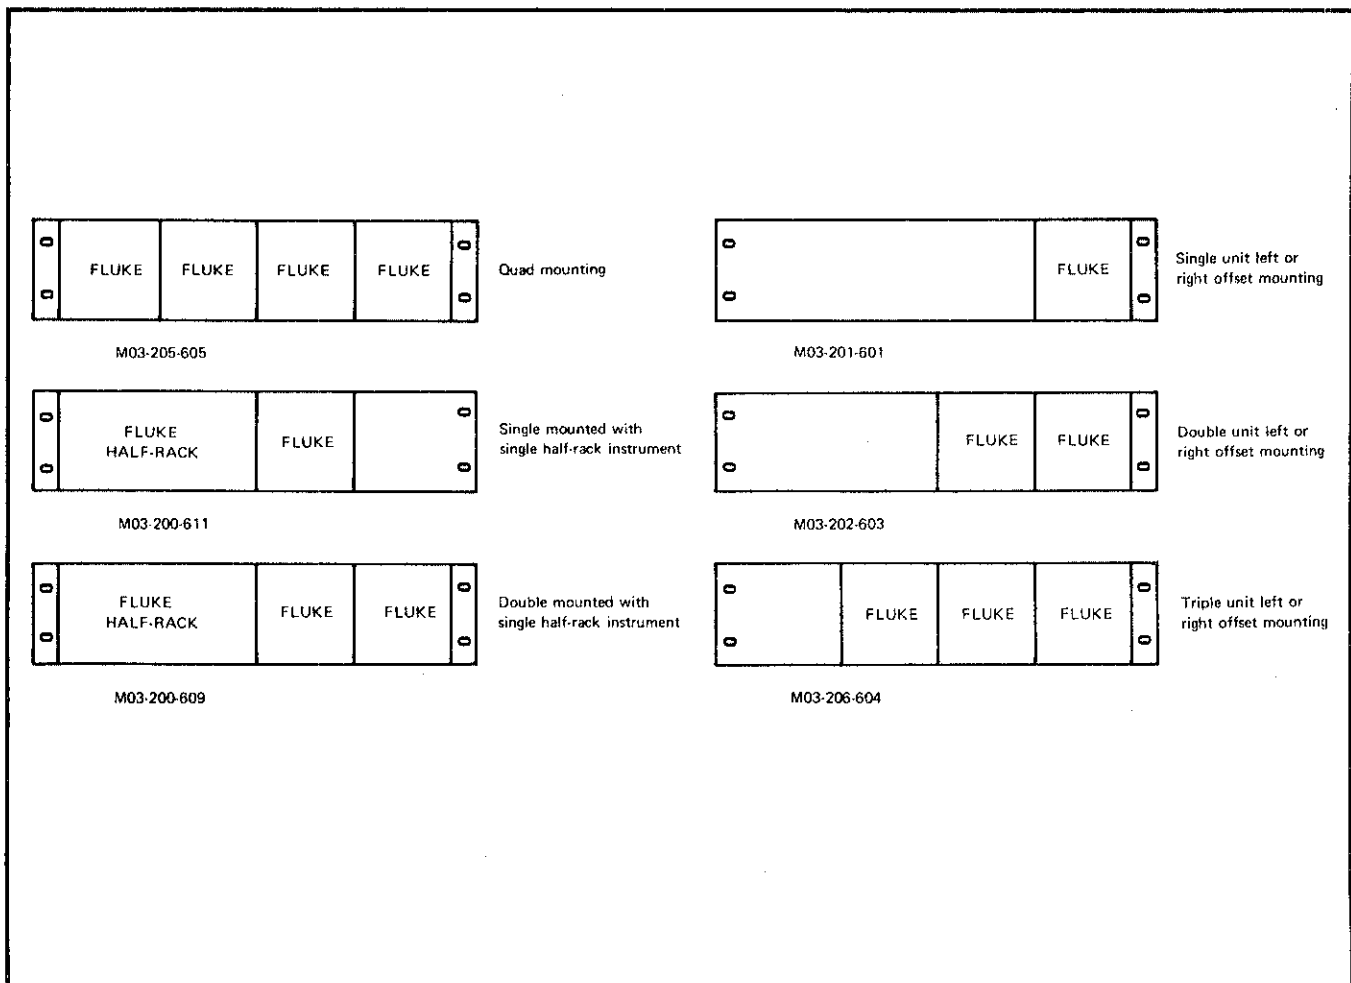 FLUKE FLUKE FLUKE FLUKE
Quad mounting
M03-205-605
FLUKE
HALF-RACK
FLUKE
Single mounted with
single half-rack instrument
M03-200-611
FLUKE
HALF-RACK
FLUKE FLUKE
Double mounted with
single half-rack instrument
M03-200-609
FLUKE
Single unit left or
right offset mounting
M03-201-601
FLUKE FLUKE
Double unit left or
right offset mounting
M03-202-603
FLUKE FLUKE FLUKE
Triple unit left or
right offset mounting
M03-206-604